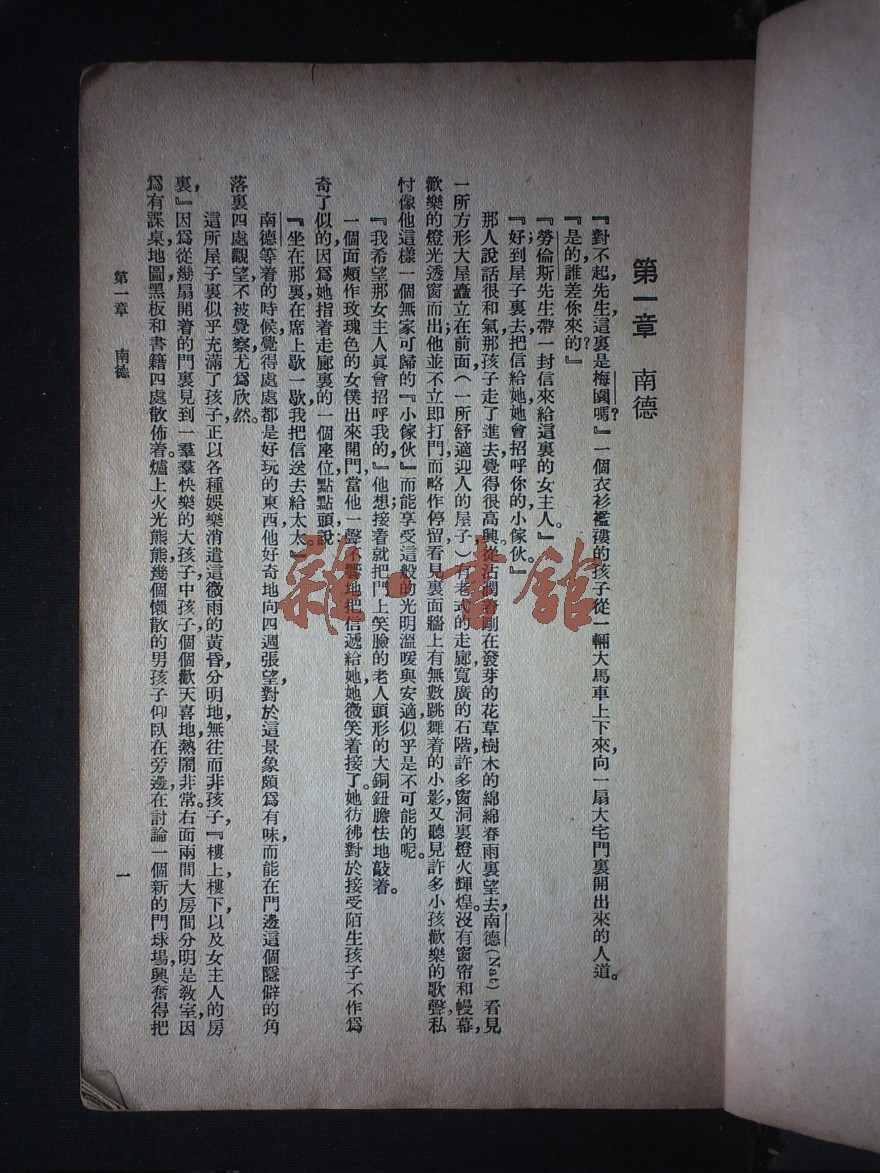 第一章 南德
『對不起，先生，這裏是梅園嗎？』一個衣衫襤褸的孩子從一輛大馬車上下來，向一扇大宅門裏開出來的人道。
『是的，誰差你來的？』
『勞倫斯先生；帶一封信來給這裏的女主人。』
『好，到屋子裏去，把信給她，她會招呼你的，小傢伙。』
那人說話很和氣，那孩子走了進去，覺得很高興。從沾潤着剛在發芽的花草樹木的綿綿春雨裏望去，南德(Nat)看見
一所方形大屋矗立在前面（一所舒適迎人的屋子，）有老式的走廊，寬廣的石階，許多窗洞裏燈火輝煌。沒有窗帘和幔幕，
歡樂的燈光透窗而出，他並不立即打門，而略作停留，看見裏面牆上有無數跳舞着的小影，又聽見許多小孩歡樂的歌聲，私
忖像他這樣一個無家可歸的『小傢伙』而能享受這般的光明溫暖與安適，似乎是不可能的呢。
『我希望那女主人眞會招呼我的，』他想；接着就把門上笑臉的老人頭形的大銅鈕膽怯地敲着。
一個面頰作玫瑰色的女僕出來開門，當他一聲不響地把信遞給她，她微笑着接了。她彷彿對於接受陌生孩子不作爲
奇了似的，因爲她指着走廊裏的一個座位，點點頭說：
『坐在那裏，在席上歇一歇，我把信送去給太太。』
南德等着的時候，覺得處處都是好玩的東西，他好奇地向四週張望，對於這景象頗爲有味，而能在門邊這個隱僻的角
落裏四處觀望，不被覺察，尤爲欣然。
這所屋子裏似乎充滿了孩子，正以各種娛樂消遣這微雨的黃昏，分明地，無往而非孩子，『樓上，樓下，以及女主人的房
裏，』因爲從幾扇開着的門裏見到一羣羣快樂的大孩子，中孩子，個個歡天喜地，熱鬧非常。右面兩間大房間分明是敎室，因
爲有課桌，地圖，黑板，和書籍四處散佈着。爐上火光熊熊，幾個懶散的男孩子仰臥在旁邊，在討論一個新的門球場，興奮得把
第一章 南德
一
雜·書館